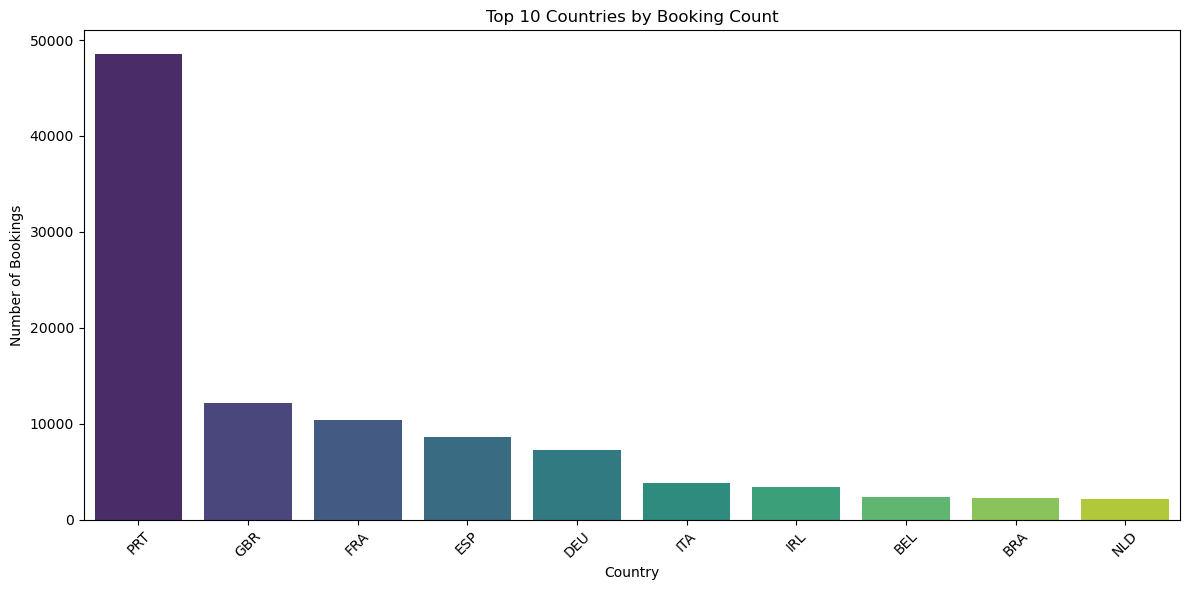 Top 10 Countries by Booking Count
Number of Bookings
50000
40000
30000
20000
10000
0
PRT GBR FRA ESP DEU ITA IRL BEL BRA NLD
Country